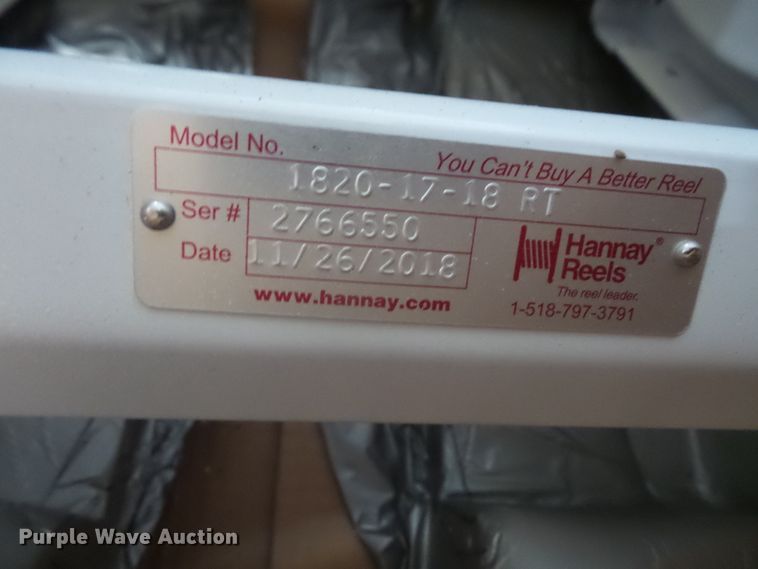 Model No.
You Can't Buy A Better Reel
1820-17-18 RT
Ser # 2766550
Date 11/26/2018
Hannay®
Reels
The reel leader.
www.hannay.com
1-518-797-3791
Purple Wave Auction